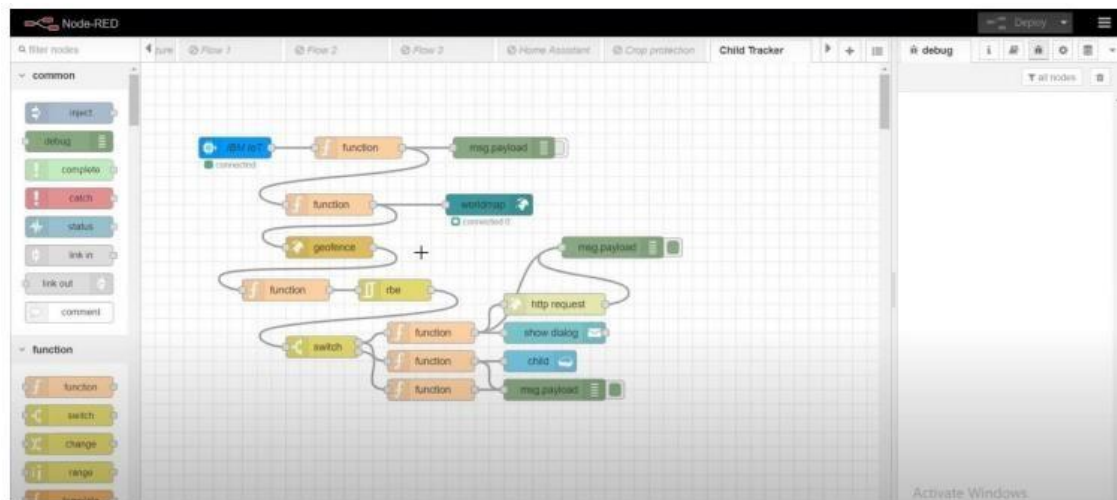 Node-RED
Deploy
filter nodes
Flow 1
Flow 2
Flow 3
Home Assistant
Crop protection
Child Tracker
debug
i
all nodes
common
inject
debug
complete
catch
status
link in
link out
comment
function
function
switch
change
range
template
IBM IoT
connected
function
msg.payload
function
worldmap
connected 0
geofence
msg.payload
function
rbe
http request
switch
function
show dialog
function
child
function
msg.payload
Activate Windows